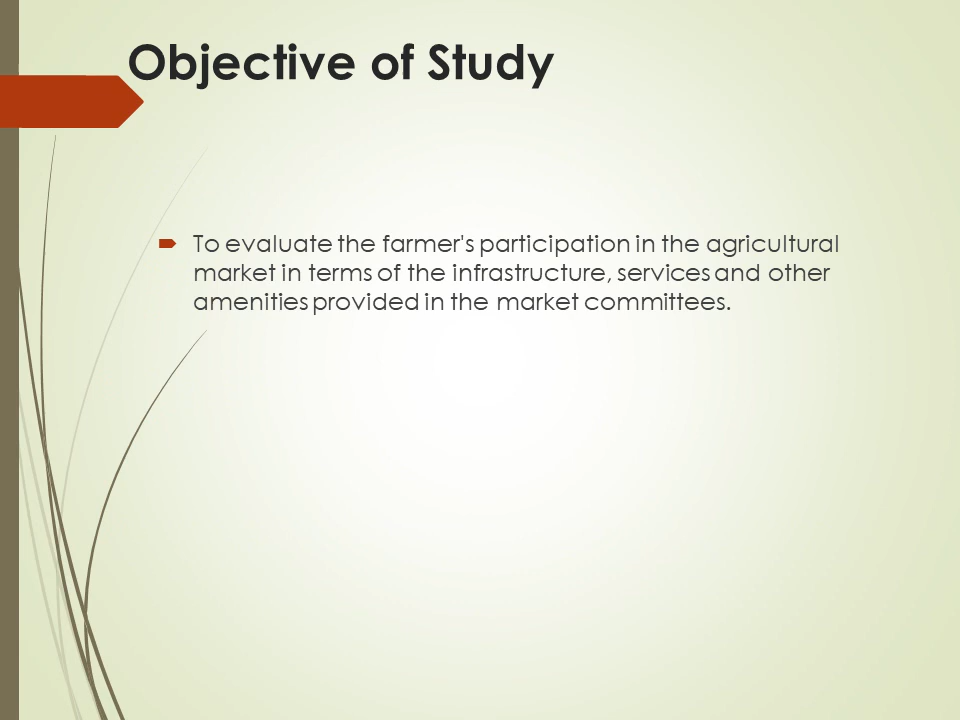 Objective of Study
To evaluate the farmer's participation in the agricultural
market in terms of the infrastructure, services and other
amenities provided in the market committees.